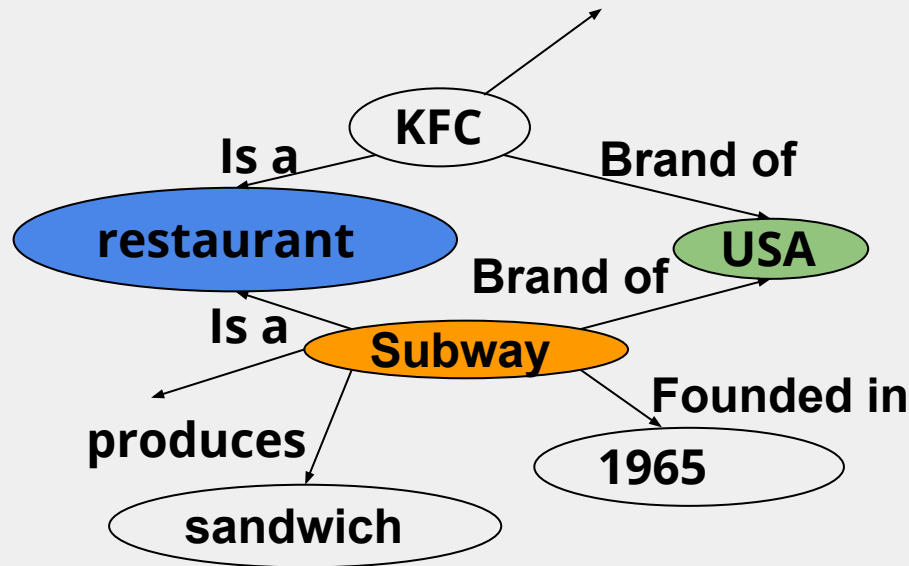 KFC
Is a
Brand of
restaurant
USA
Brand of
Is a
Subway
Founded in
produces
1965
sandwich